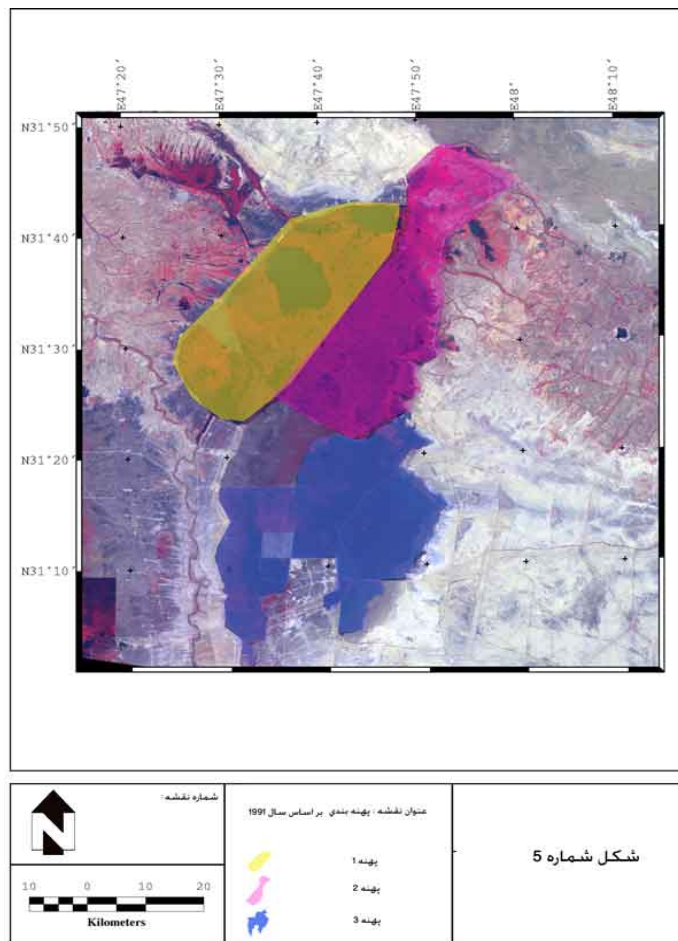 E47°20'
E47°30'
E47°40'
E47°50'
E48°
E48°10'
N31°50'
N31°40'
N31°30'
N31°20'
N31°10'
شماره نقشه :
N
10 0 10 20
Kilometers
عنوان نقشه : پهنه بندي بر اساس سال 1991
پهنه 1
پهنه 2
پهنه 3
شکل شماره 5